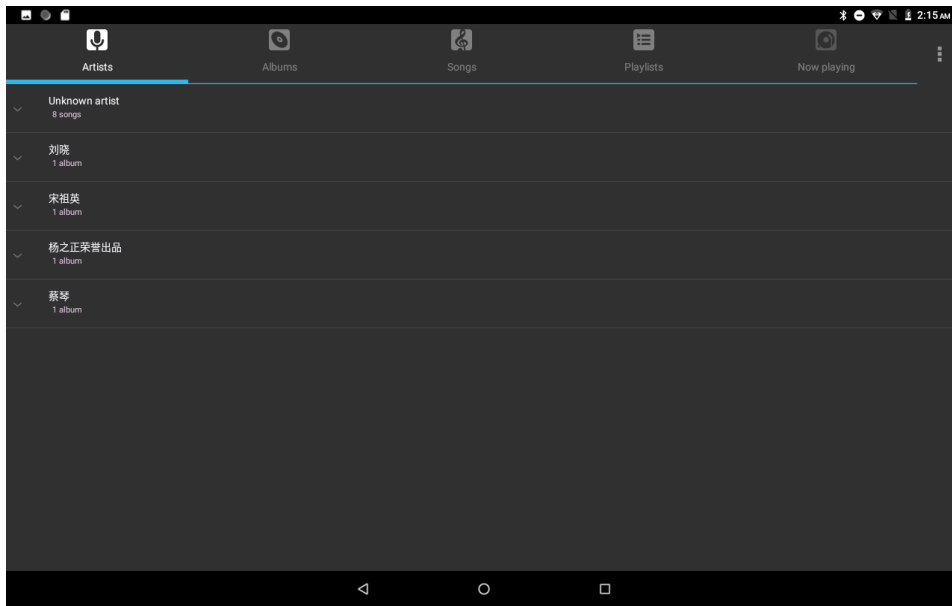 2:15 AM
Artists
Albums
Songs
Playlists
Now playing
Unknown artist
8 songs
刘晓
1 album
宋祖英
1 album
杨之正荣誉出品
1 album
蔡琴
1 album